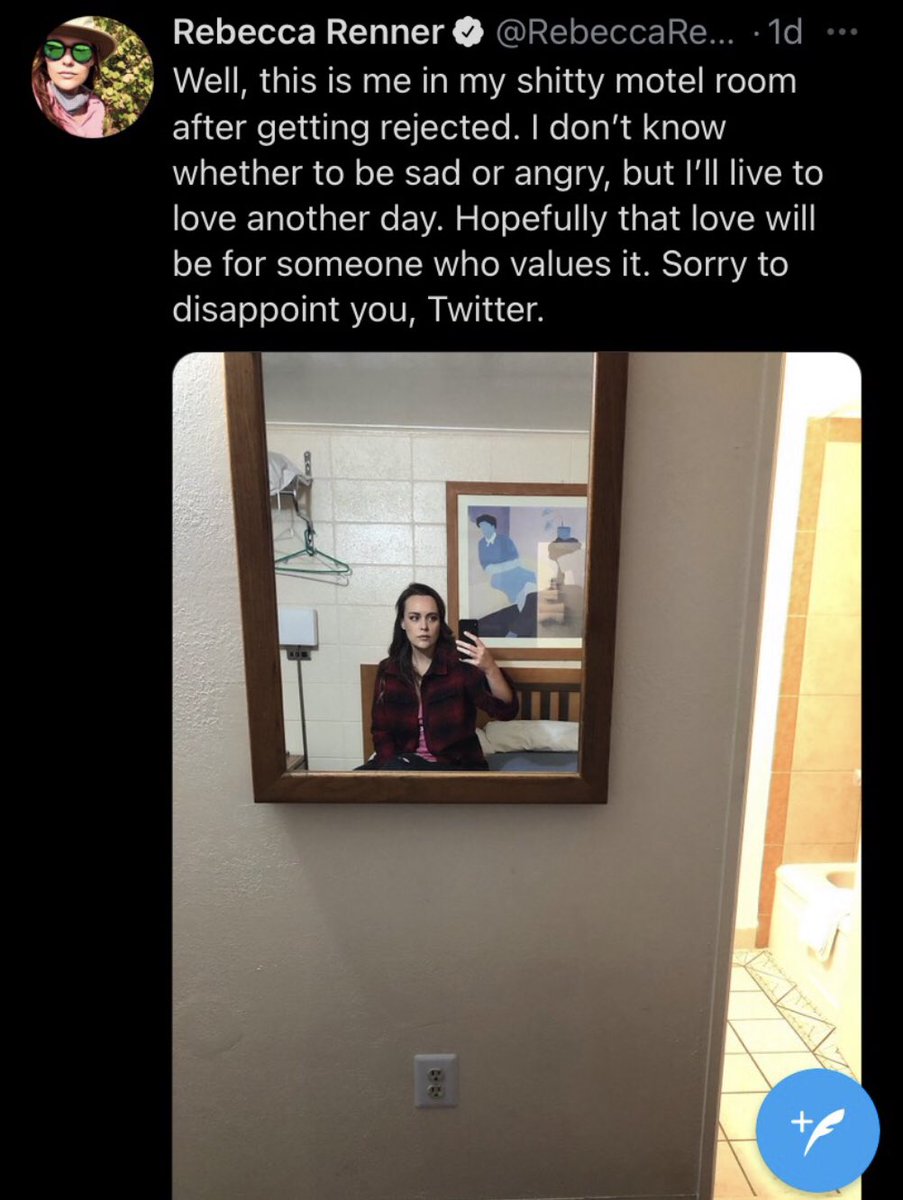 Rebecca Renner @RebeccaRe... · 1d
Well, this is me in my shitty motel room
after getting rejected. I don’t know
whether to be sad or angry, but I’ll live to
love another day. Hopefully that love will
be for someone who values it. Sorry to
disappoint you, Twitter.